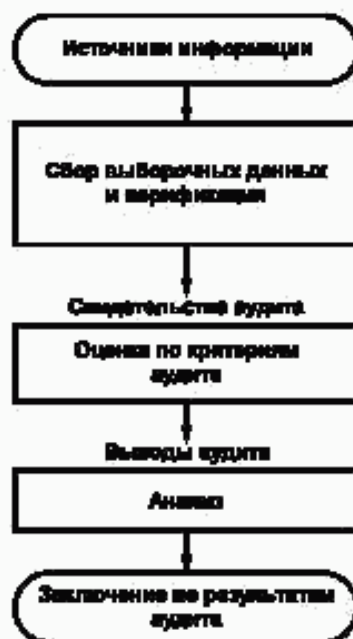 Источники информации
Сбор выборочных данных
и верификация
Свидетельства аудита
Оценка по критериям
аудита
Выводы аудита
Анализ
Заключение по результатам
аудита